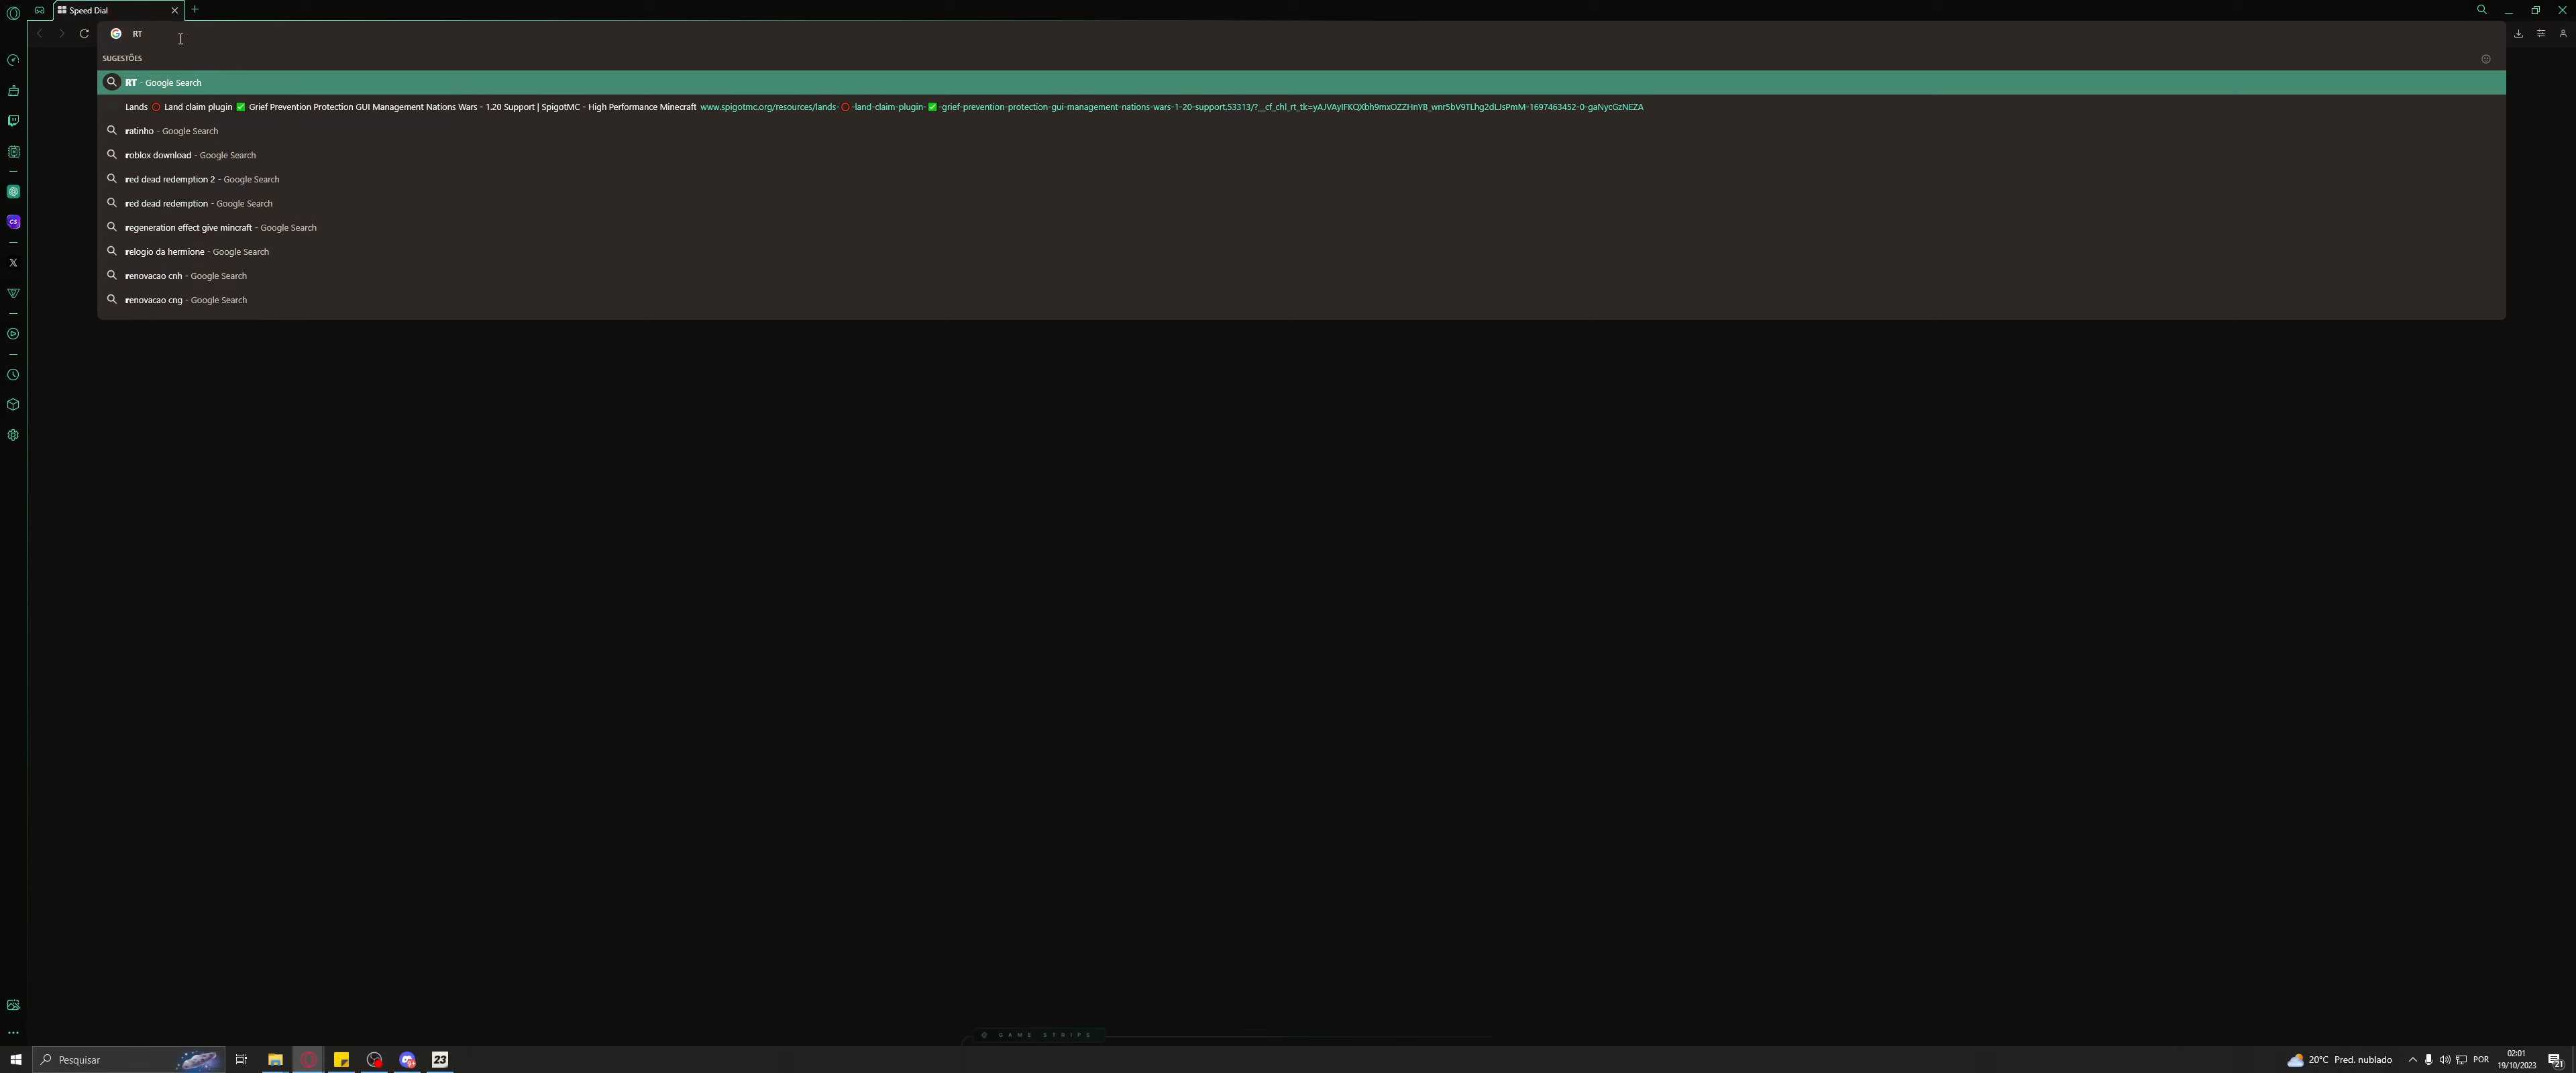 Speed Dial
RT
SUGESTÕES
RT - Google Search
Lands ⭕ Land claim plugin ✅ Grief Prevention Protection GUI Management Nations Wars - 1.20 Support | SpigotMC - High Performance Minecraft www.spigotmc.org/resources/lands-⭕-land-claim-plugin-✅-grief-prevention-protection-gui-management-nations-wars-1-20-support.53313/?__cf_chl_rt_tk=yAJVAyIFKQXbh9mxOZZHnYB_wnr5bV9TLhg2dLJsPmM-1697463452-0-gaNycGzNEZA
ratinho - Google Search
roblox download - Google Search
red dead redemption 2 - Google Search
red dead redemption - Google Search
regeneration effect give mincraft - Google Search
relogio da hermione - Google Search
renovacao cnh - Google Search
renovacao cng - Google Search
GAME STRIPS
Pesquisar
23
20°C Pred. nublado
POR
02:01
19/10/2023
21